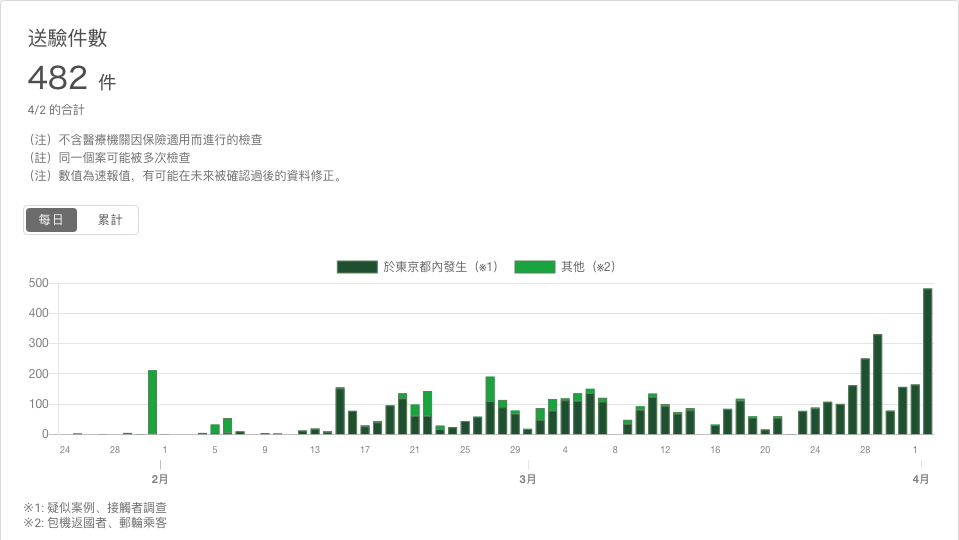 送驗件數
482 件
4/2 的合計
（注）不含醫療機關因保險適用而進行的檢查
（註）同一個案可能被多次檢查
（注）數值為速報值，有可能在未來被確認過後的資料修正。
每日 累計
於東京都內發生（※1） 其他（※2）
500
400
300
200
100
0
24 28 1 5 9 13 17 21 25 29 4 8 12 16 20 24 28 1
2月 3月 4月
※1: 疑似案例、接觸者調查
※2: 包機返國者、郵輪乘客